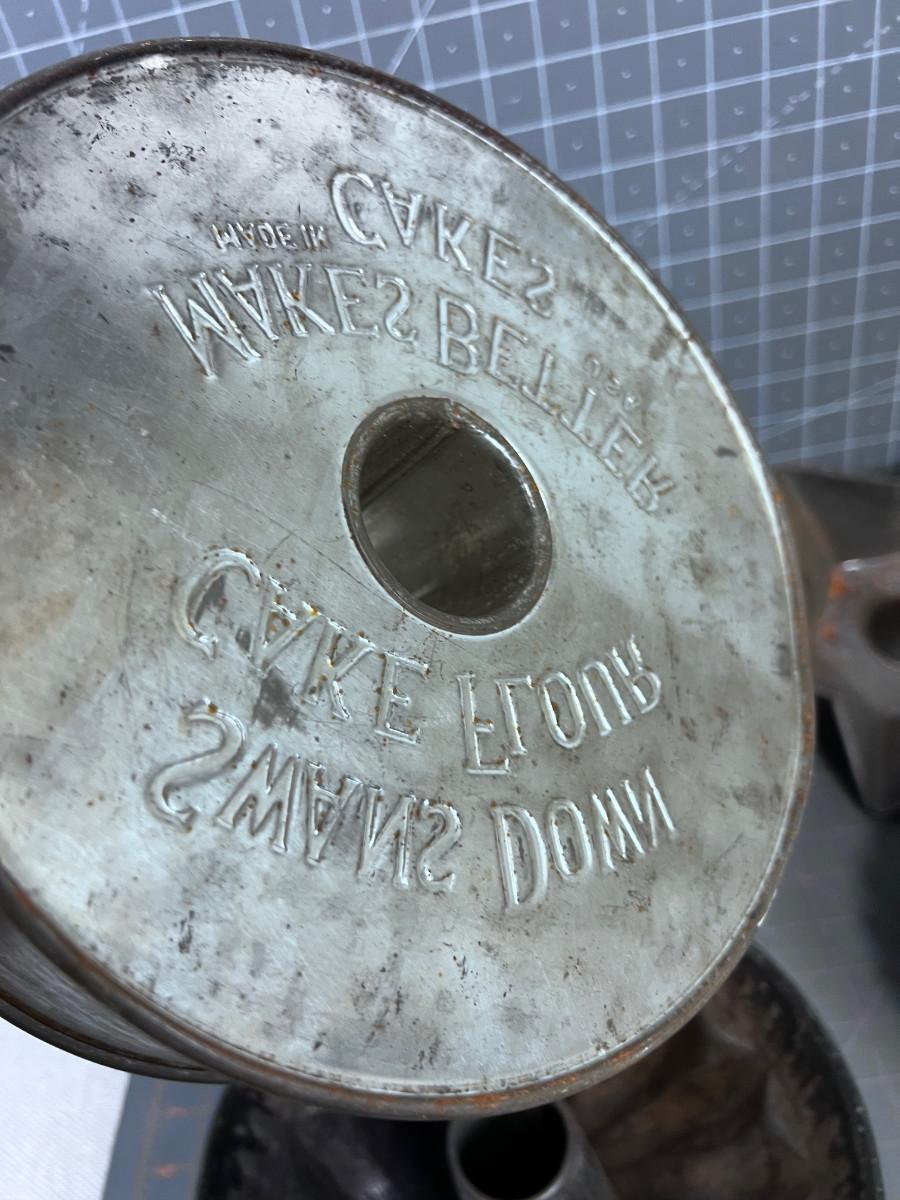 SWANS DOWN
CAKE FLOUR
MAKES BETTER
CAKES
MADE IN
U.S.A.